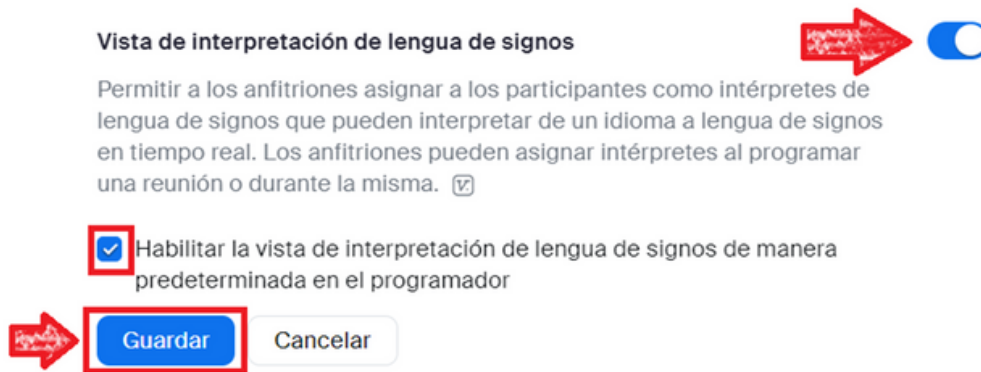 Vista de interpretación de lengua de signos
Permitir a los anfitriones asignar a los participantes como intérpretes de
lengua de signos que pueden interpretar de un idioma a lengua de signos
en tiempo real. Los anfitriones pueden asignar intérpretes al programar
una reunión o durante la misma. V.
Habilitar la vista de interpretación de lengua de signos de manera
predeterminada en el programador
Guardar Cancelar